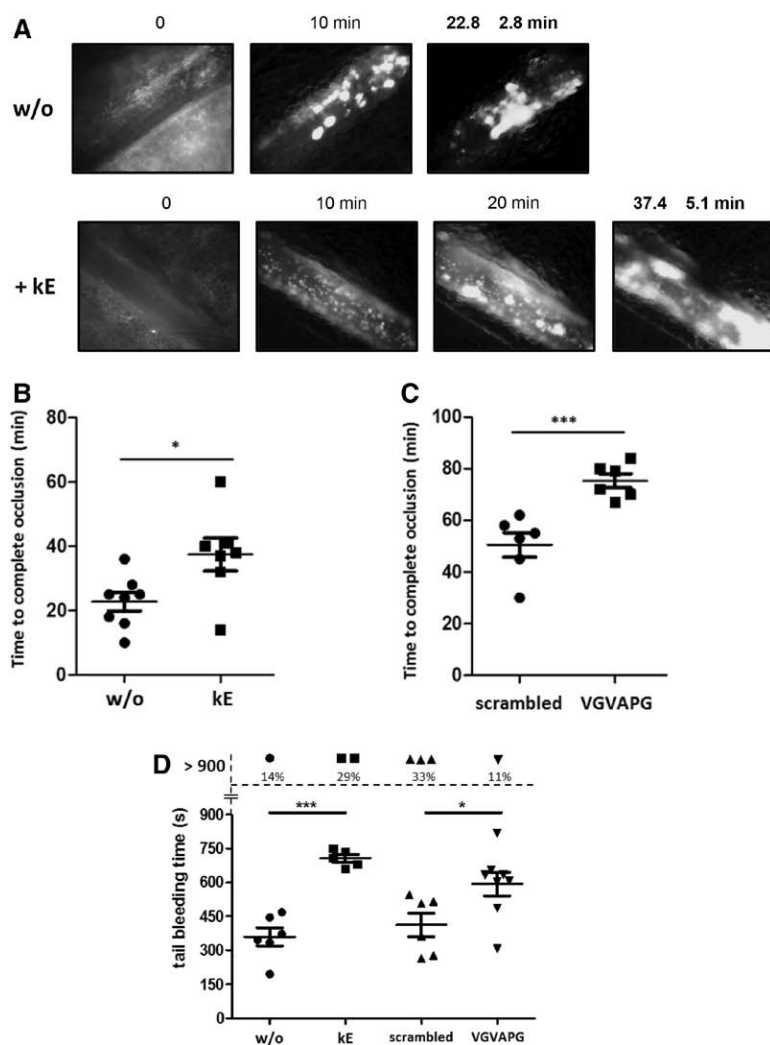 A
0 10 min 22.8 2.8 min
w/o
0 10 min 20 min 37.4 5.1 min
+ kE
B
Time to complete occlusion (min)
80
60
40
20
0
*
w/o kE
C
Time to complete occlusion (min)
100
80
60
40
20
0
***
scrambled VGVAPG
D
> 900
14% 29% 33% 11%
tail bleeding time (s)
900
750
600
450
300
150
0
*** *
w/o kE scrambled VGVAPG